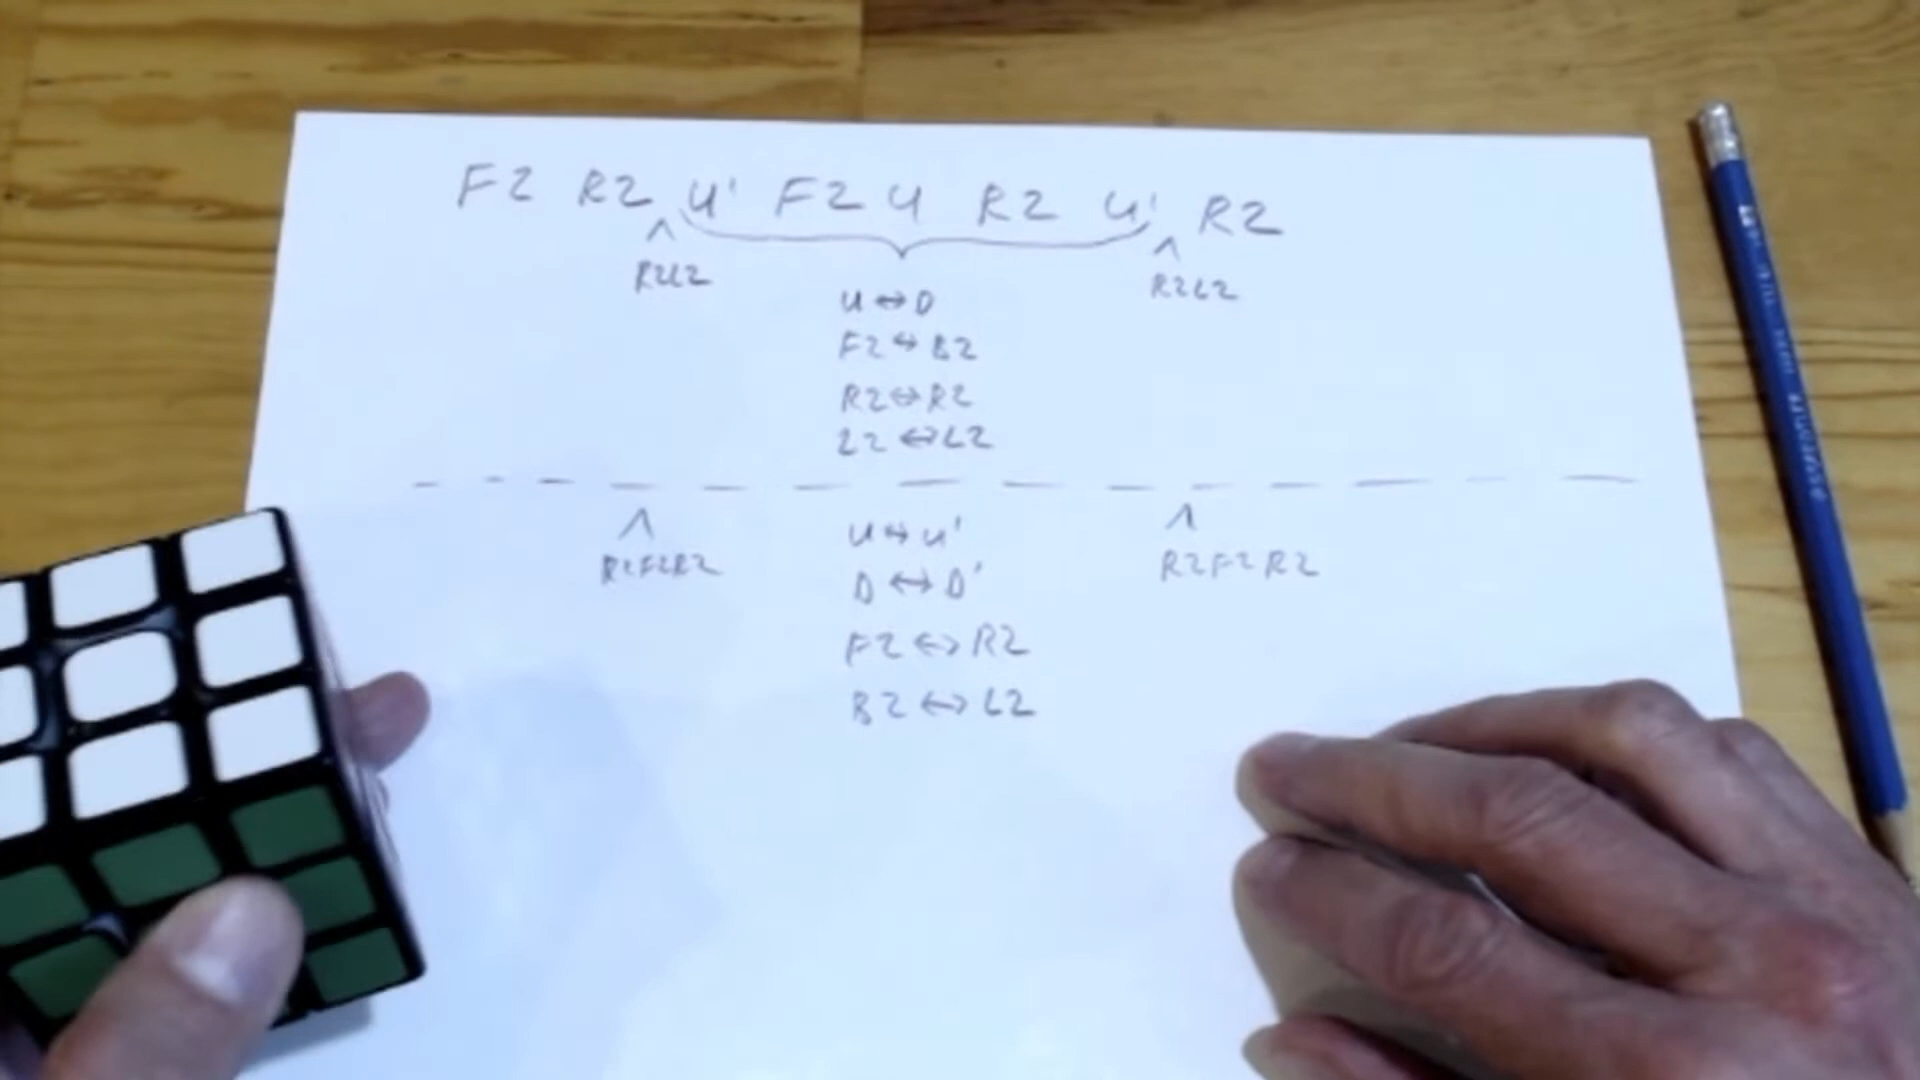 F2 R2 U' F2 U R2 U' R2
^ ^
R2L2 R2L2
U ↔ D
F2 ↔ B2
R2 ↔ R2
L2 ↔ L2
^ U ↔ U' ^
R2F2R2 D ↔ D' R2F2R2
F2 ↔ R2
B2 ↔ L2